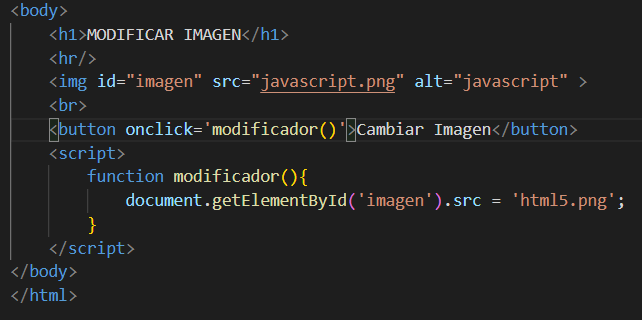 <body>
<h1>MODIFICAR IMAGEN</h1>
<hr/>
<img id="imagen" src="javascript.png" alt="javascript" >
<br>
<button onclick='modificador()'>Cambiar Imagen</button>
<script>
function modificador(){
document.getElementById('imagen').src = 'html5.png';
}
</script>
</body>
</html>